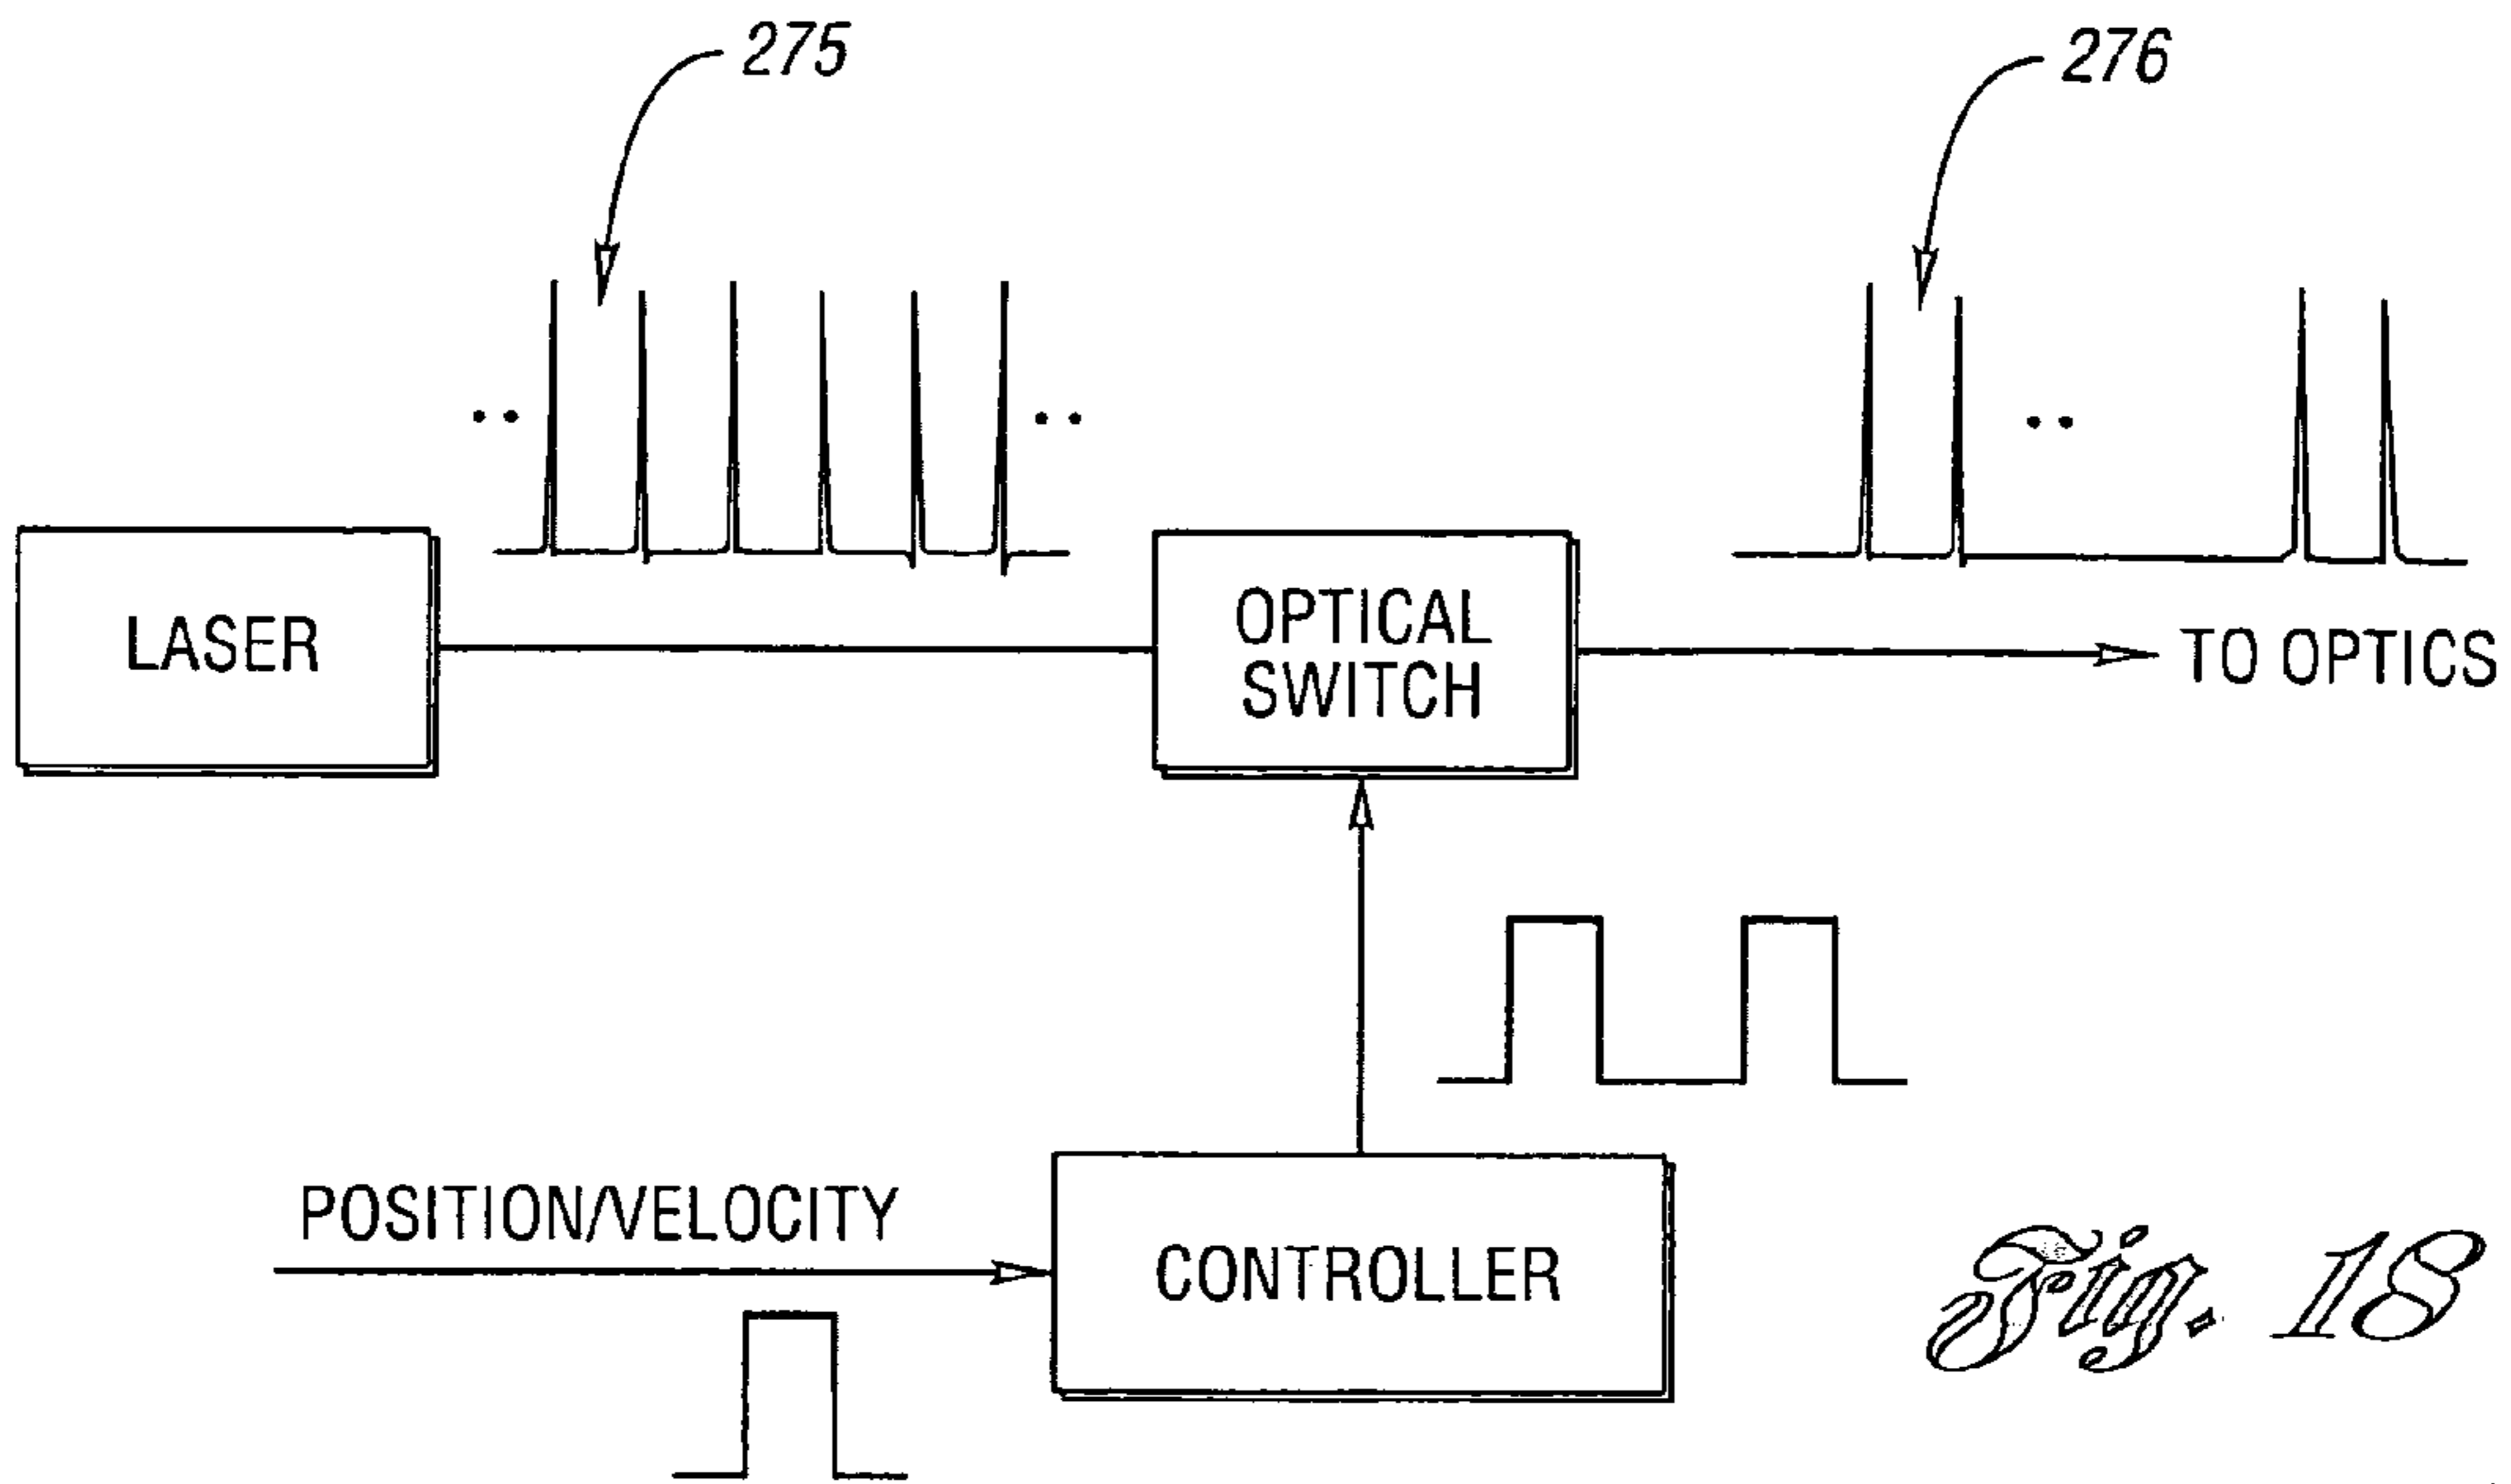 275
276
LASER
OPTICAL
SWITCH
TO OPTICS
POSITION/VELOCITY
CONTROLLER
Fig. 18